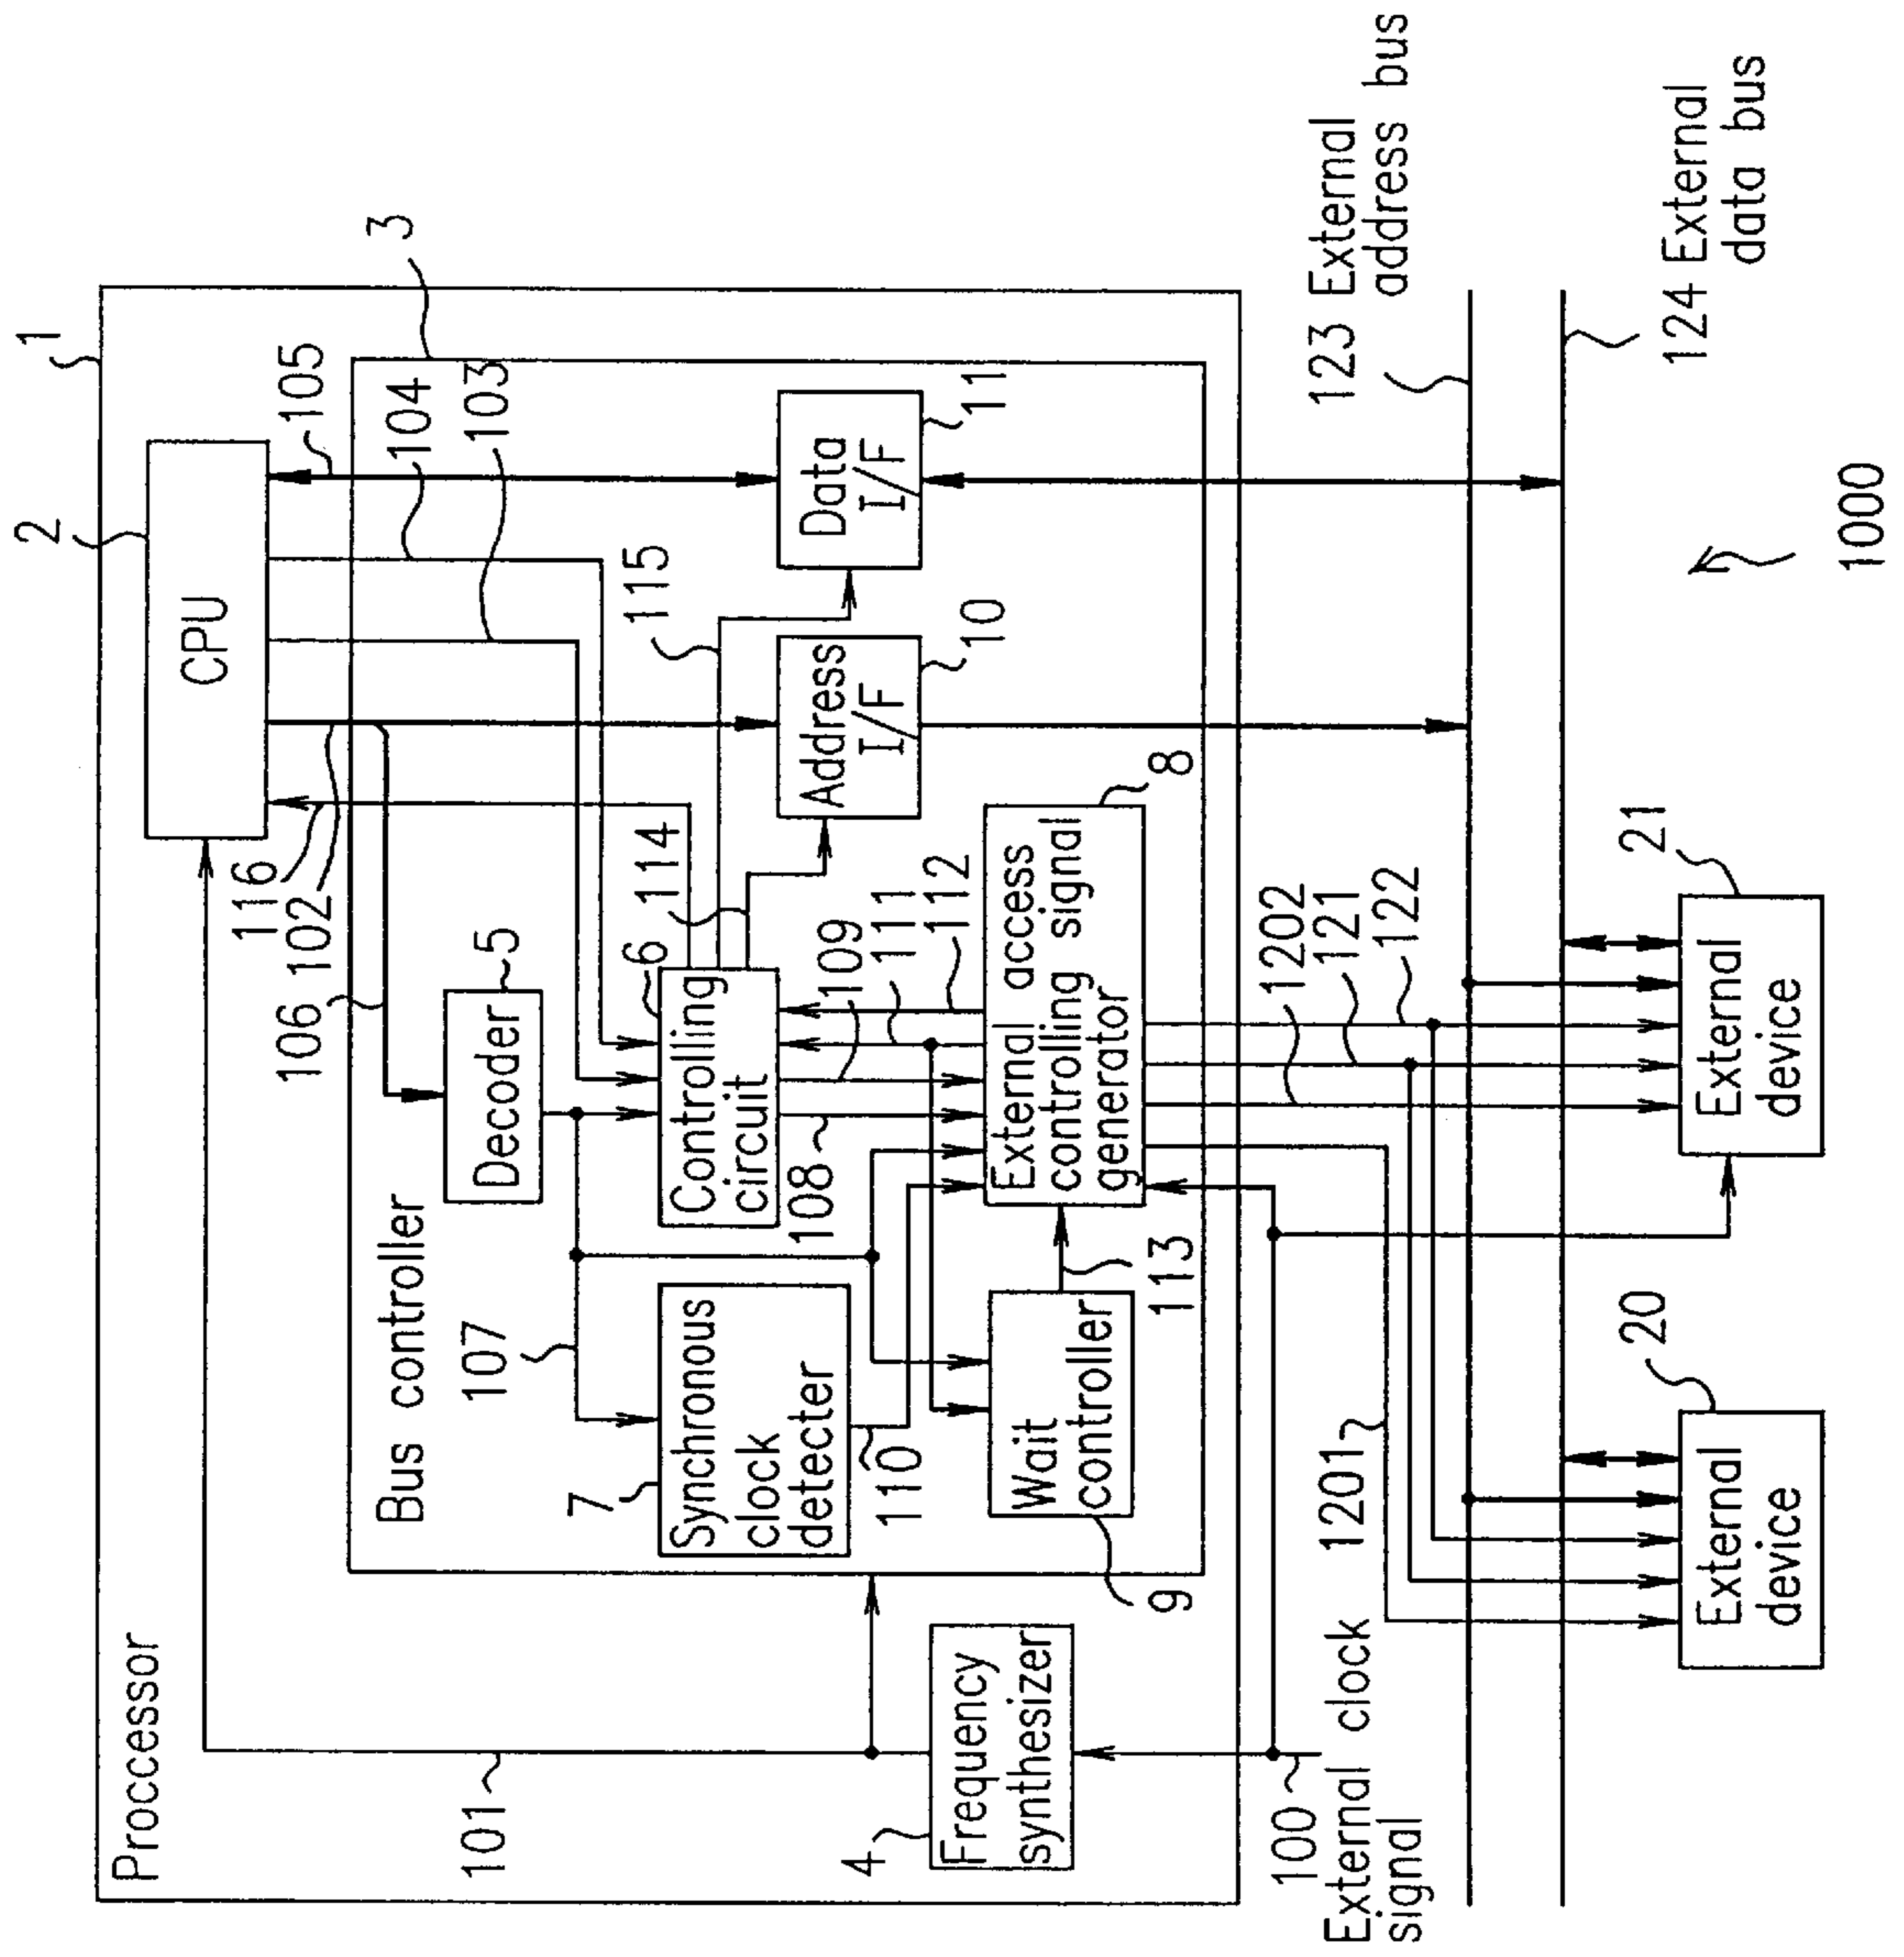 Proccessor
1
2
CPU
3
Bus controller
116
102
106
105
104
103
101
107
Decoder
5
6
Controlling
circuit
7
Synchronous
clock
detecter
110
108
109
111
112
114
115
Address
I/F
10
Data
I/F
11
External access
controlling signal
generator
8
113
Wait
controller
9
4
Frequency
synthesizer
100
External clock
signal
1201
1202
121
122
123 External
address bus
124 External
data bus
20
External
device
21
External
device
1000